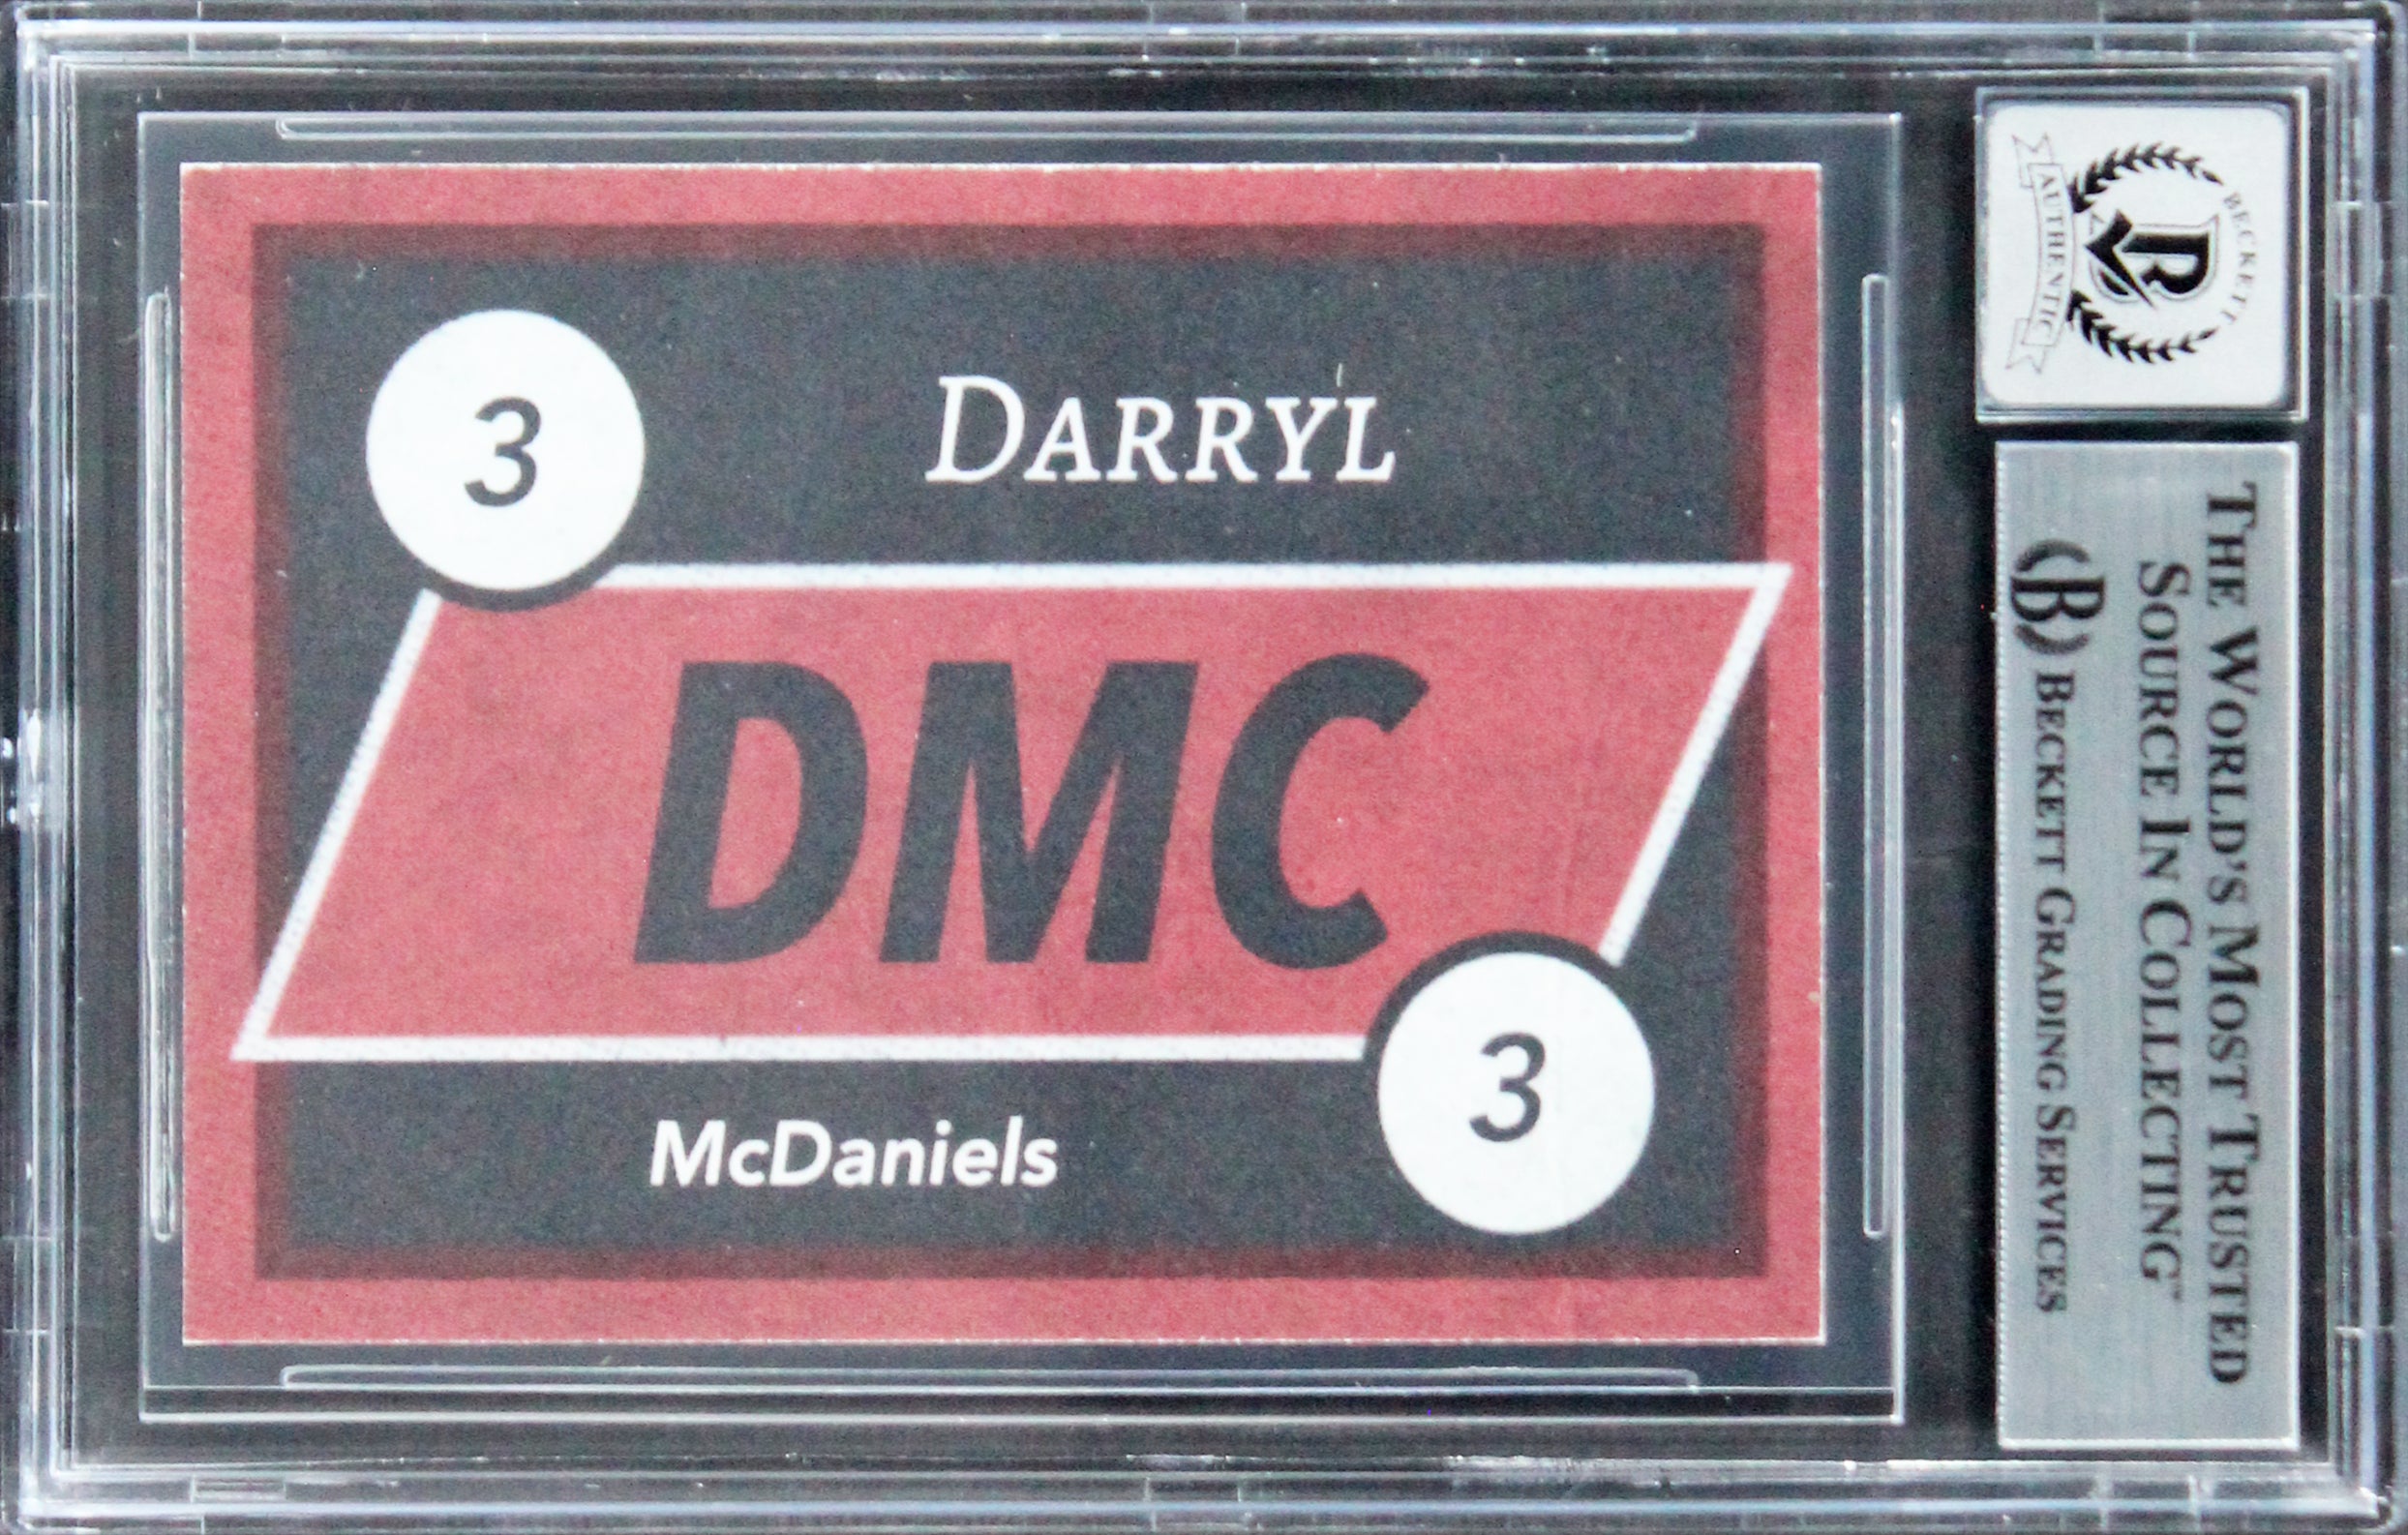 3
DARRYL
DMC
McDaniels
3
BECKETT
AUTHENTIC
THE WORLD'S MOST TRUSTED
SOURCE IN COLLECTING
B BECKETT GRADING SERVICES